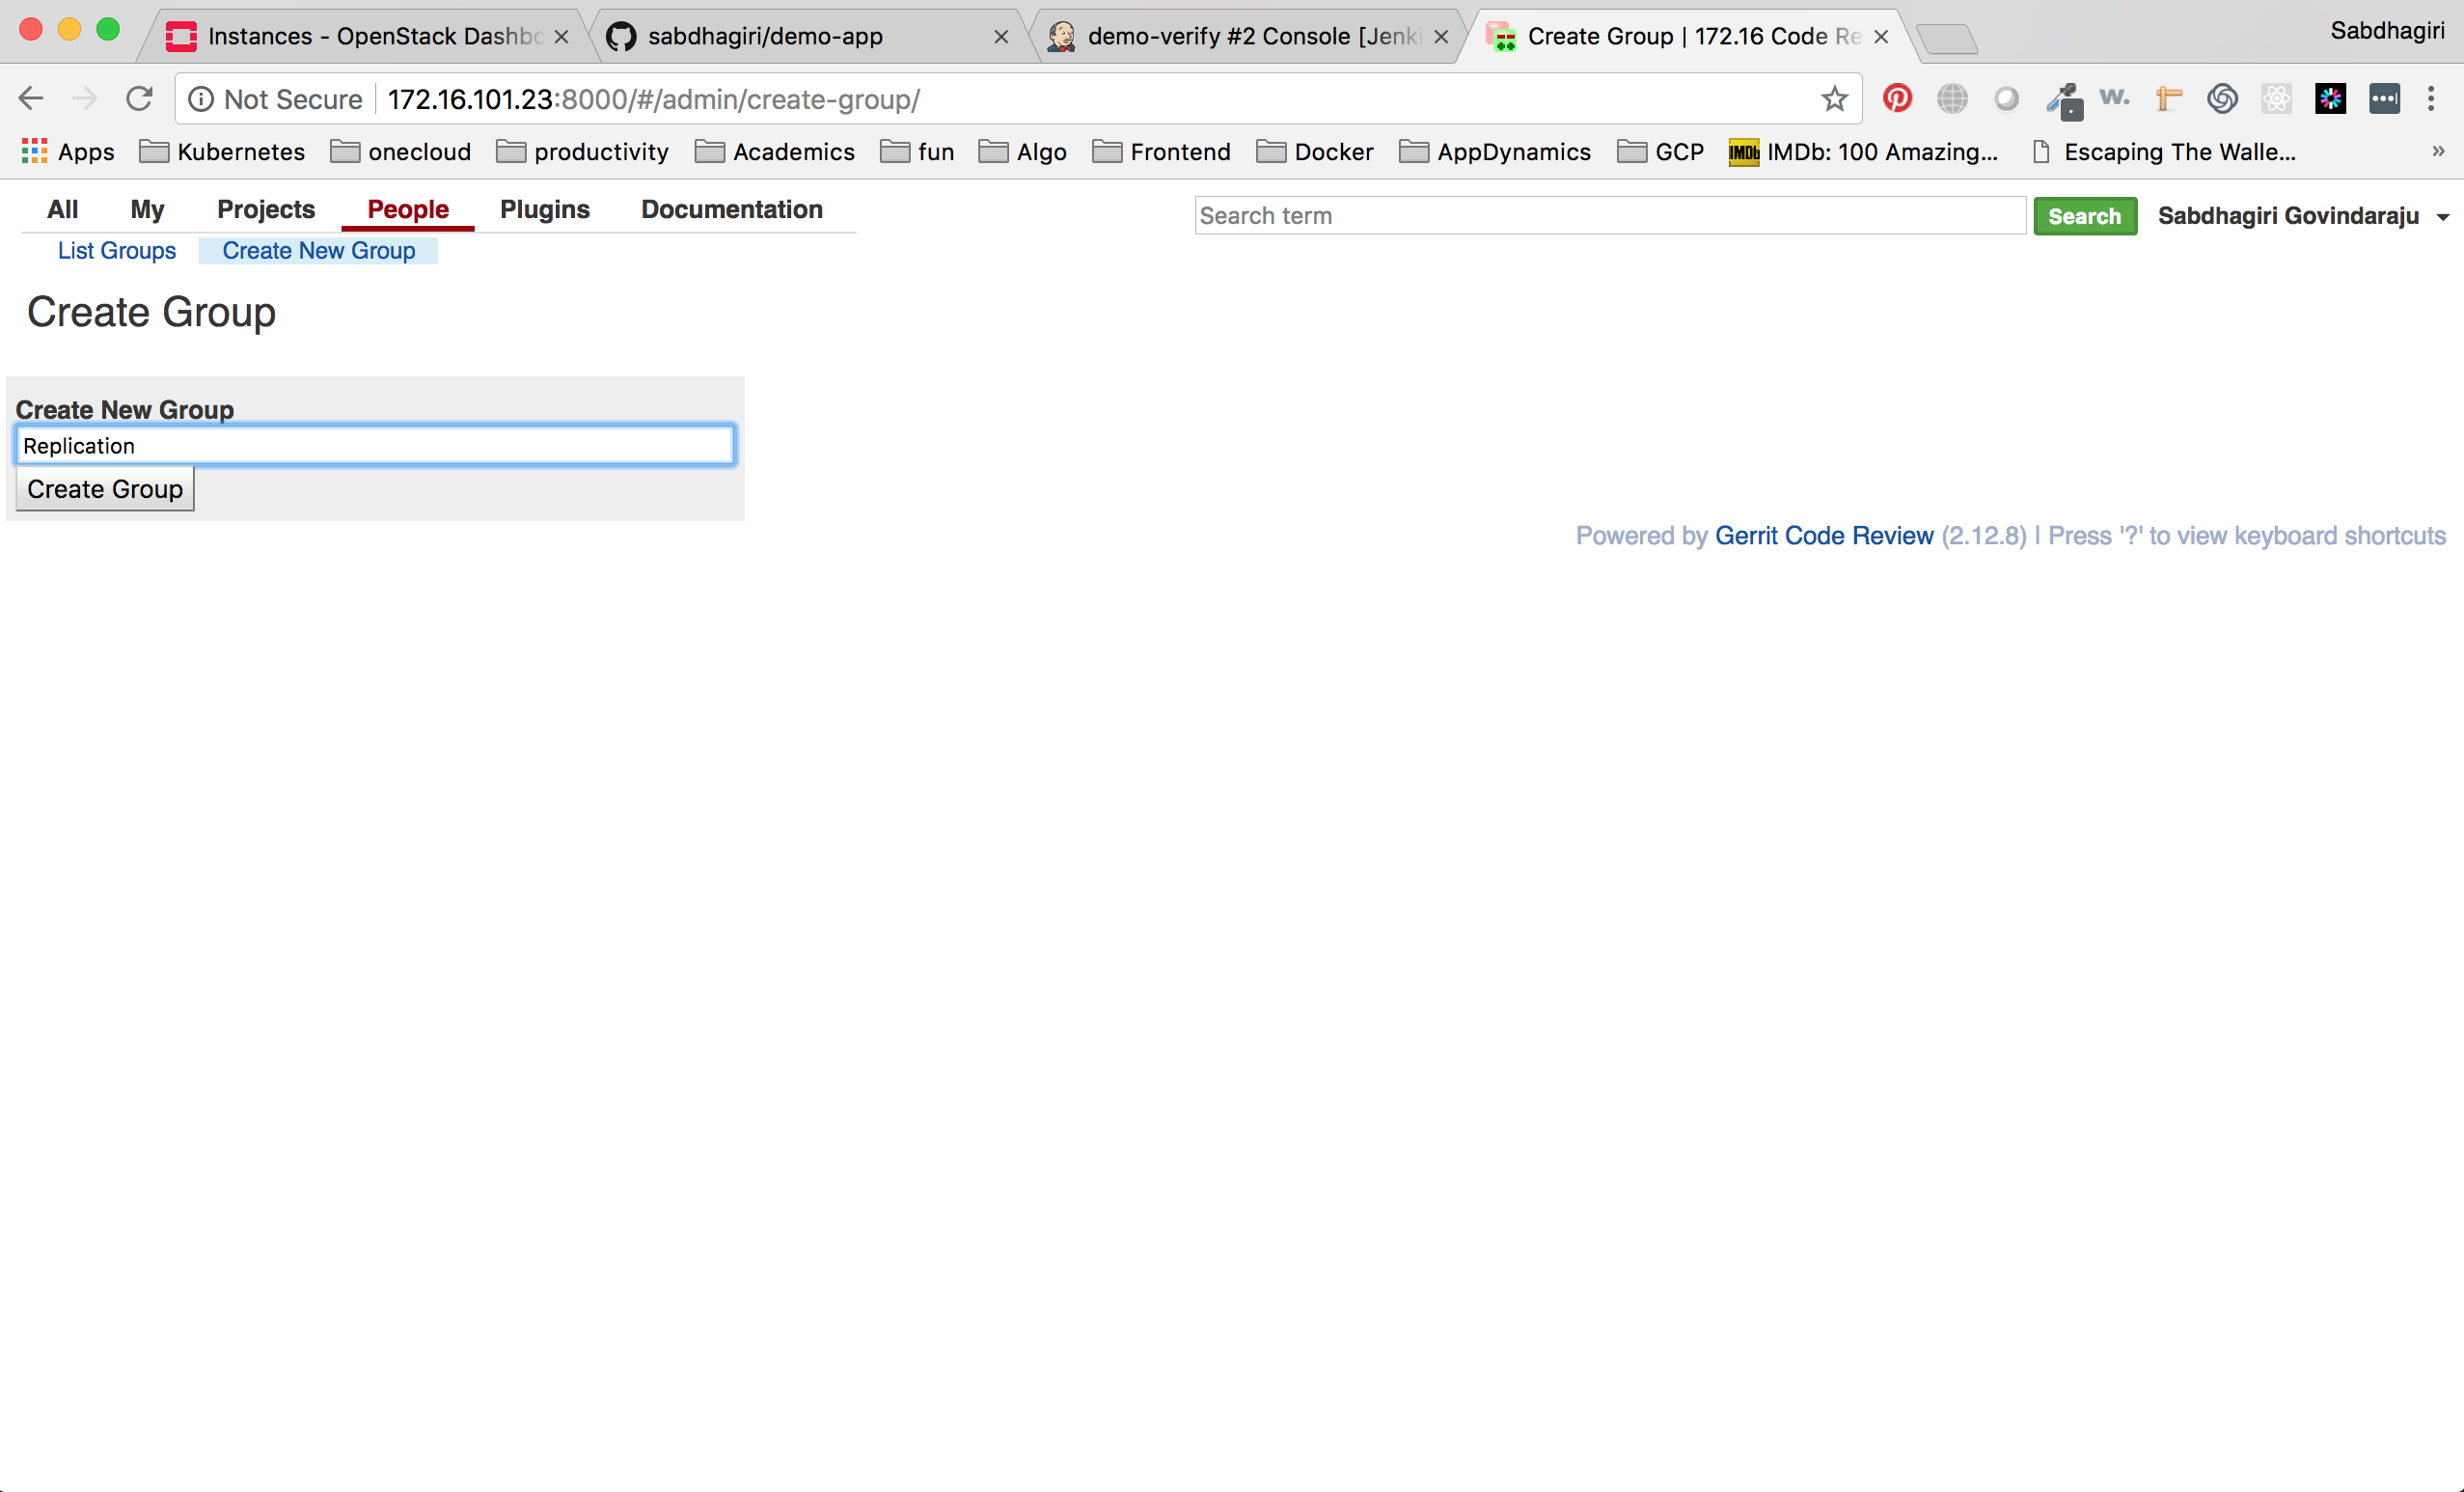 Instances - OpenStack Dashbo
sabdhagiri/demo-app
demo-verify #2 Console [Jenki
Create Group | 172.16 Code Re
Sabdhagiri
Not Secure
172.16.101.23:8000/#/admin/create-group/
W.
Apps
Kubernetes
onecloud
productivity
Academics
fun
Algo
Frontend
Docker
AppDynamics
GCP
IMDb
IMDb: 100 Amazing...
Escaping The Walle...
»
All
My
Projects
People
Plugins
Documentation
Search term
Search
Sabdhagiri Govindaraju
List Groups
Create New Group
Create Group
Create New Group
Replication
Create Group
Powered by Gerrit Code Review (2.12.8) | Press '?' to view keyboard shortcuts